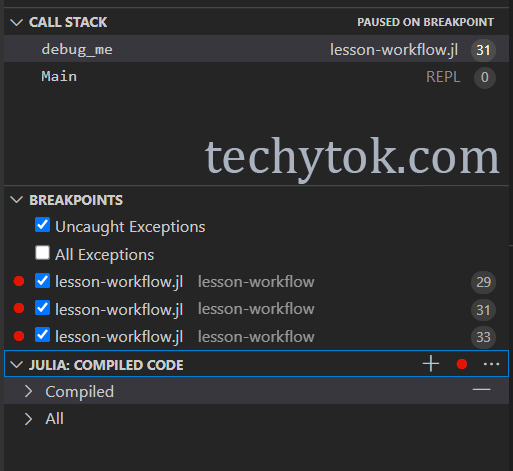 CALL STACK PAUSED ON BREAKPOINT
debug_me lesson-workflow.jl 31
Main REPL 0
techytok.com
BREAKPOINTS
Uncaught Exceptions
All Exceptions
lesson-workflow.jl lesson-workflow 29
lesson-workflow.jl lesson-workflow 31
lesson-workflow.jl lesson-workflow 33
JULIA: COMPILED CODE
Compiled
All